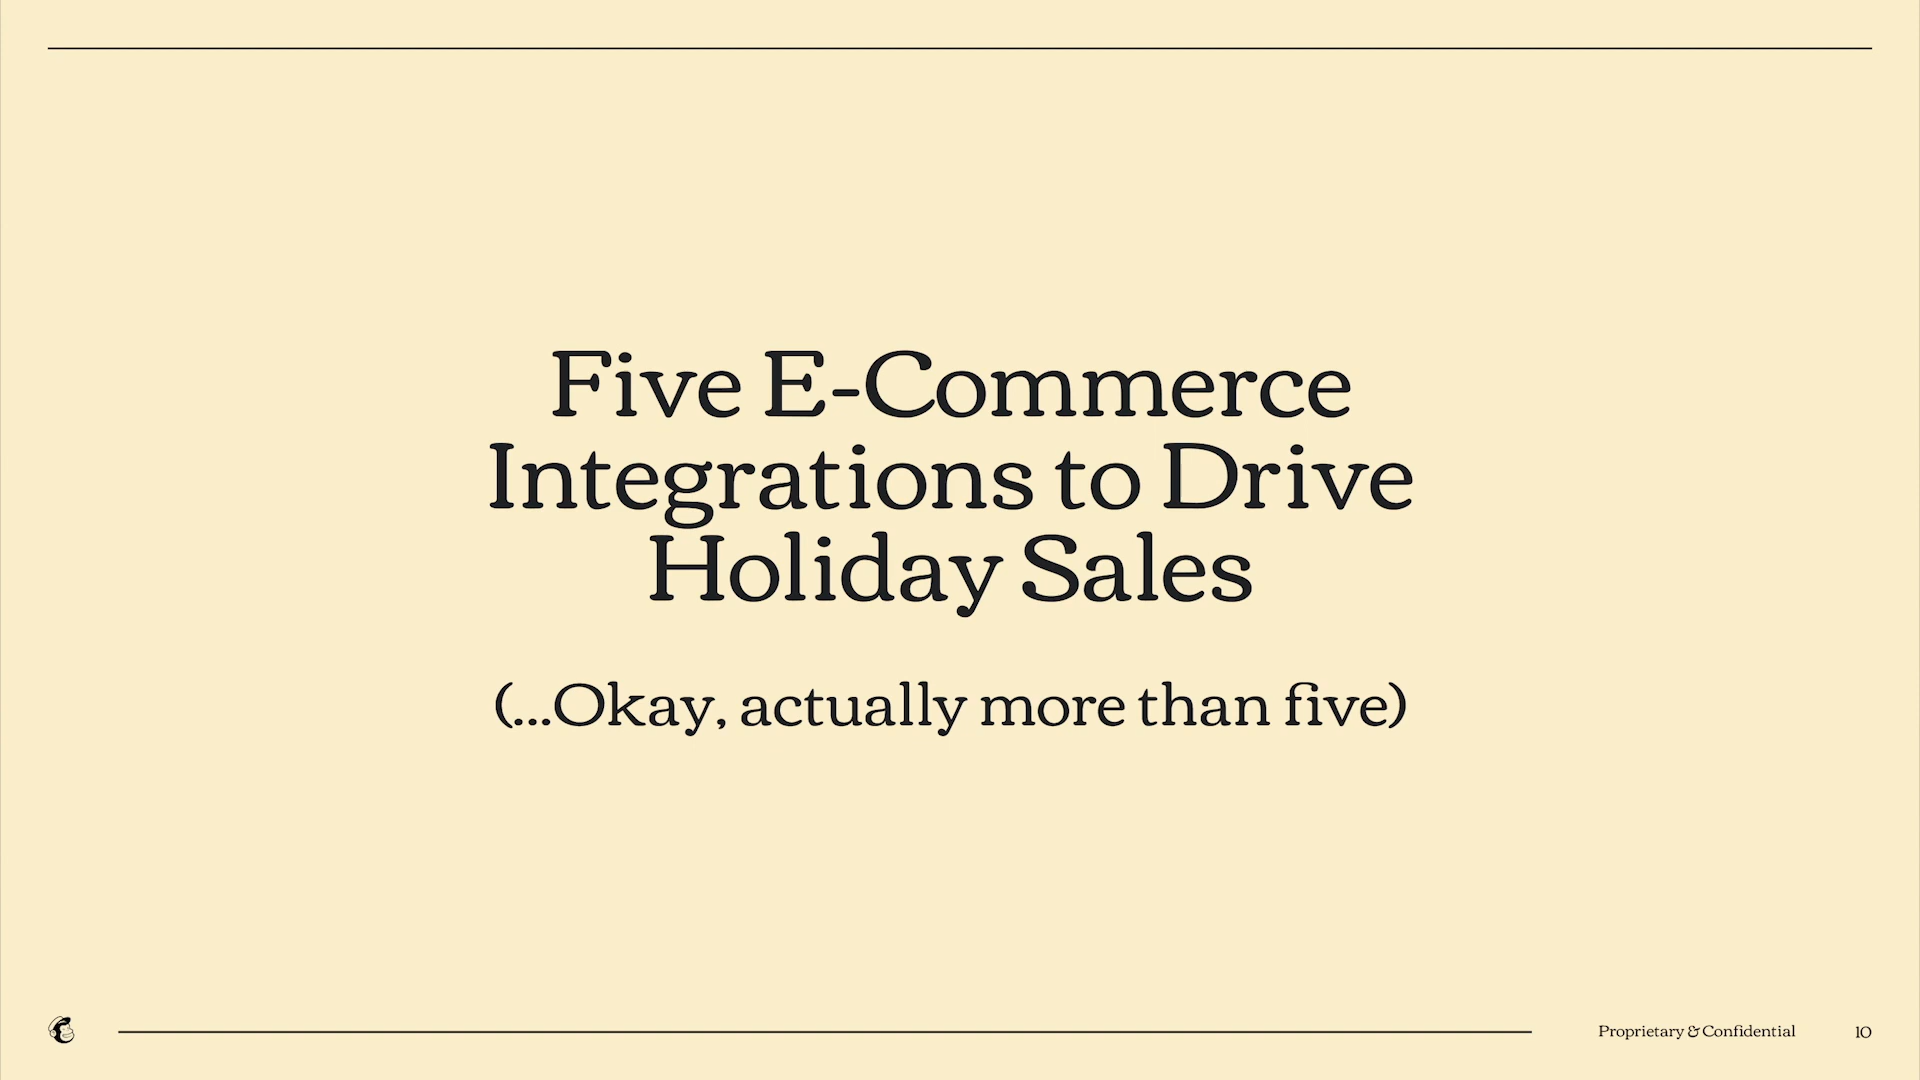 Five E-Commerce
Integrations to Drive
Holiday Sales
(...Okay, actually more than five)
Proprietary & Confidential
10